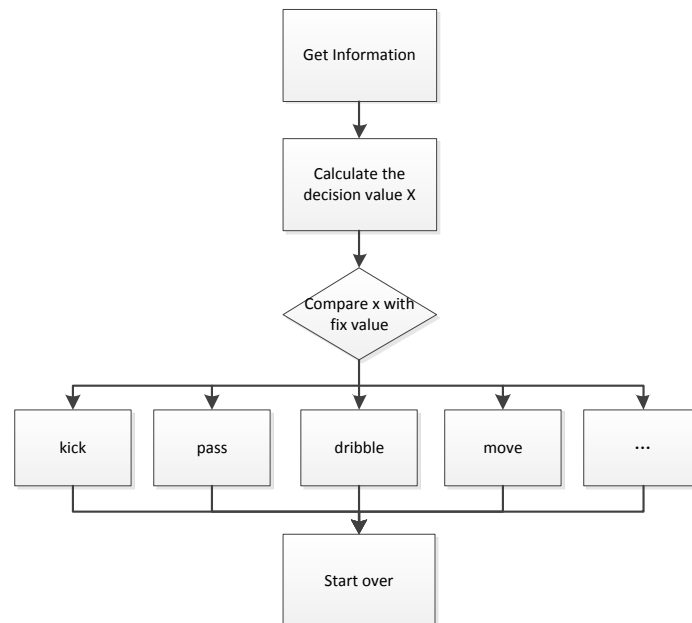 Get Information
Calculate the
decision value X
Compare x with
fix value
kick
pass
dribble
move
...
Start over